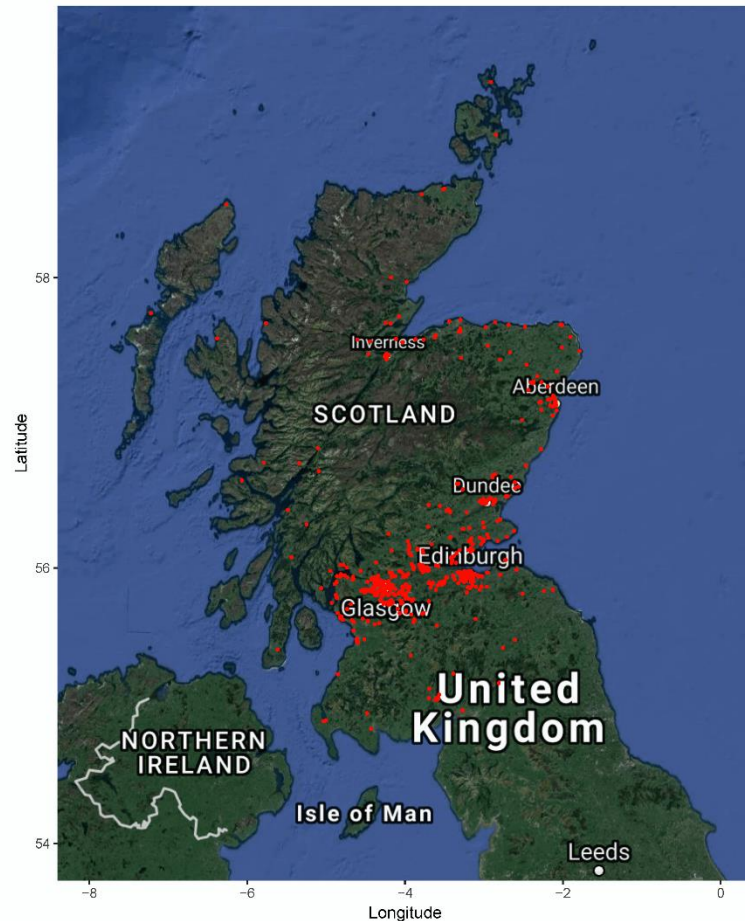 58
Inverness
Aberdeen
SCOTLAND
Latitude
Dundee
Edinburgh
56
Glasgow
United
Kingdom
NORTHERN
IRELAND
Isle of Man
54
Leeds
−8
−6
−4
−2
0
Longitude